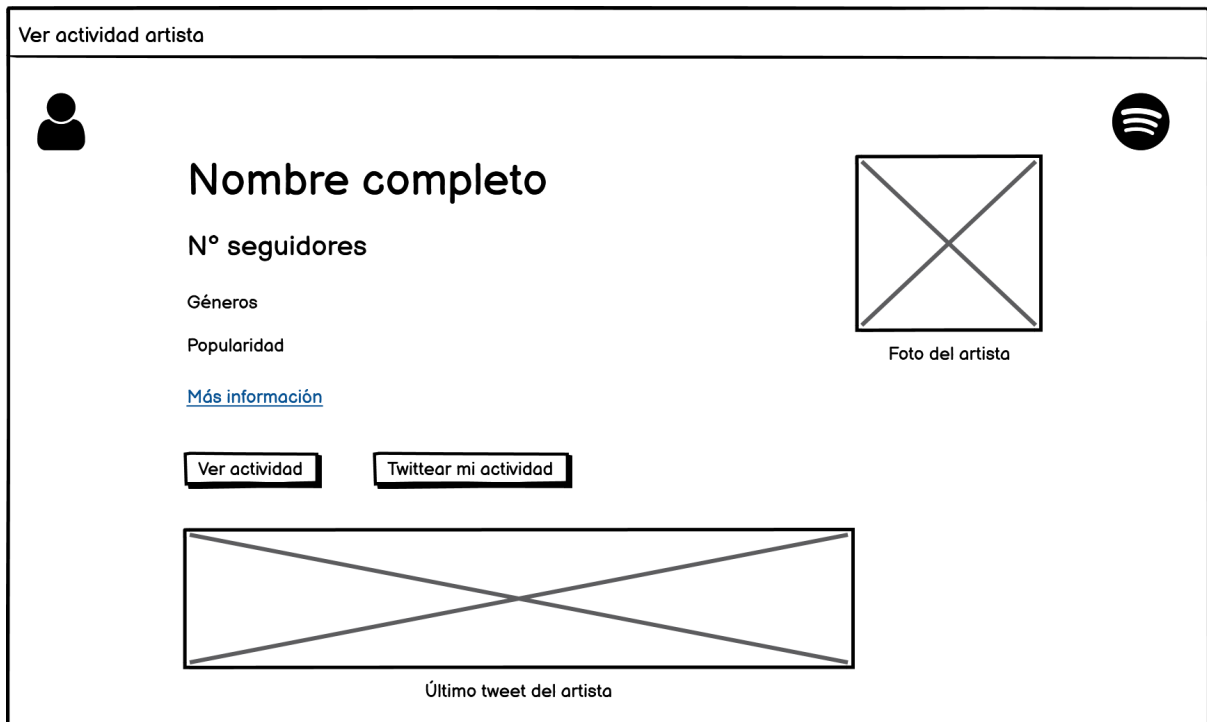 Ver actividad artista
Nombre completo
Nº seguidores
Géneros
Popularidad
Foto del artista
Más información
Ver actividad
Twittear mi actividad
Último tweet del artista